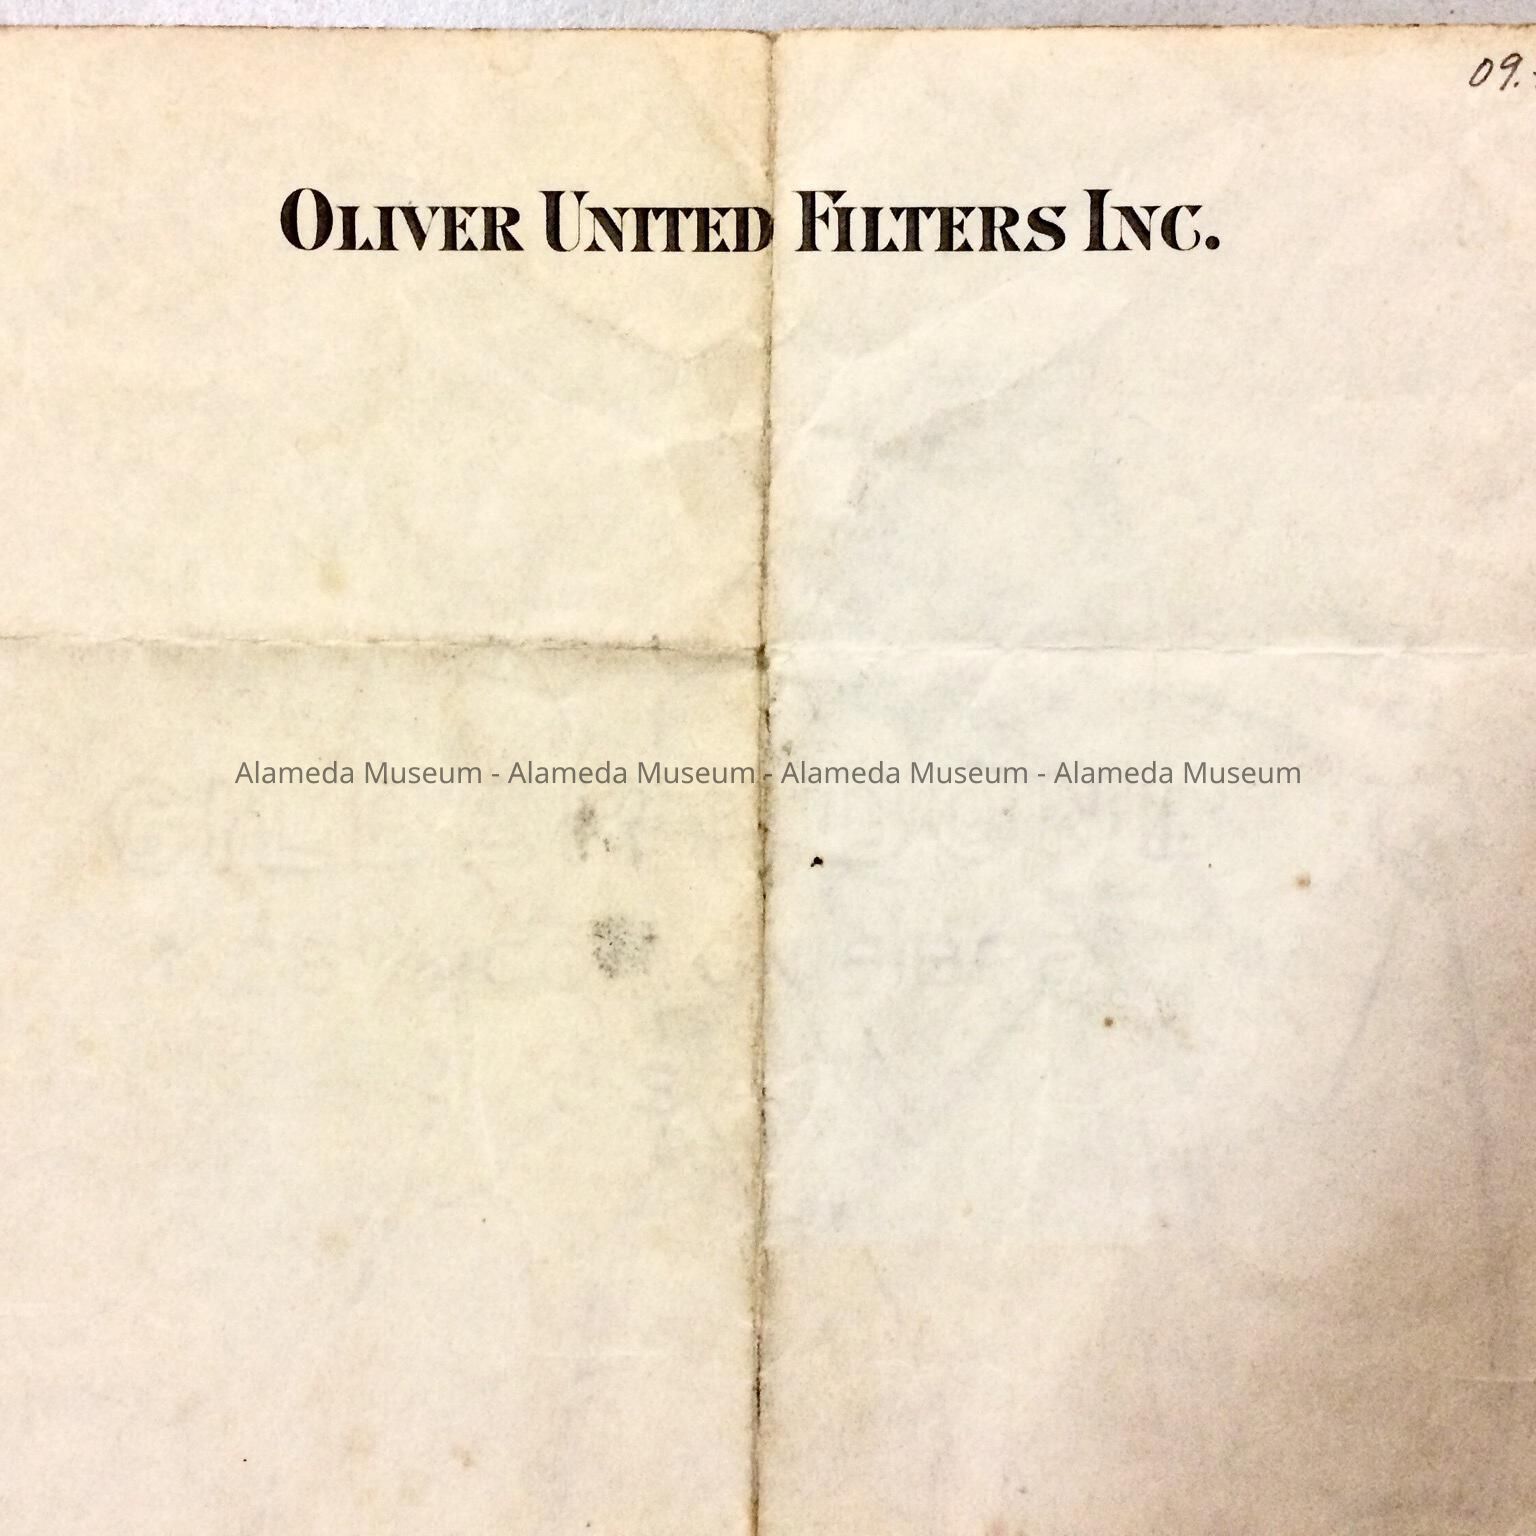 09.
OLIVER UNITED FILTERS INC.
Alameda Museum - Alameda Museum - Alameda Museum - Alameda Museum